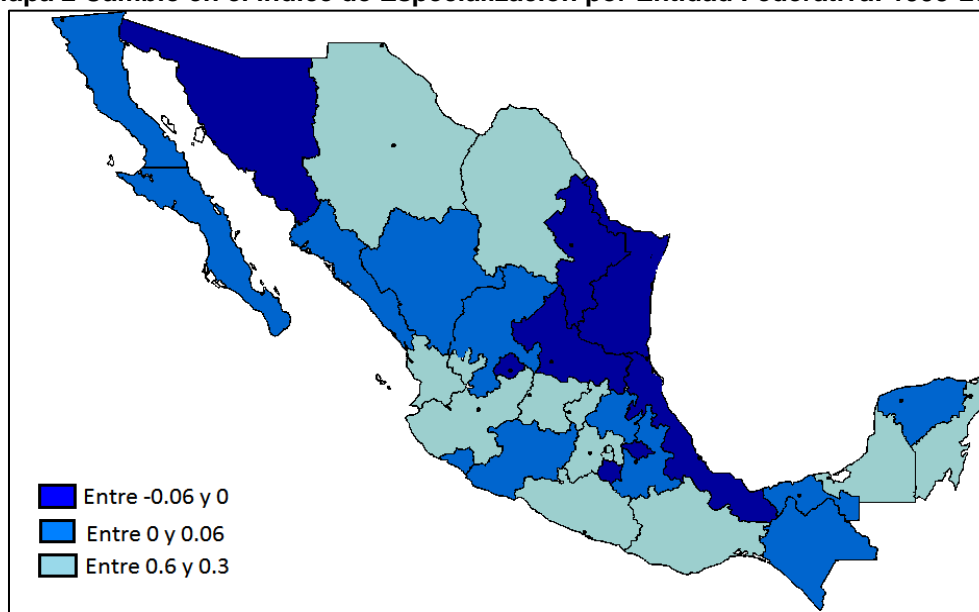 Cambio en el Índice de Especialización por Entidad Federativa.
Entre -0.06 y 0
Entre 0 y 0.06
Entre 0.6 y 0.3